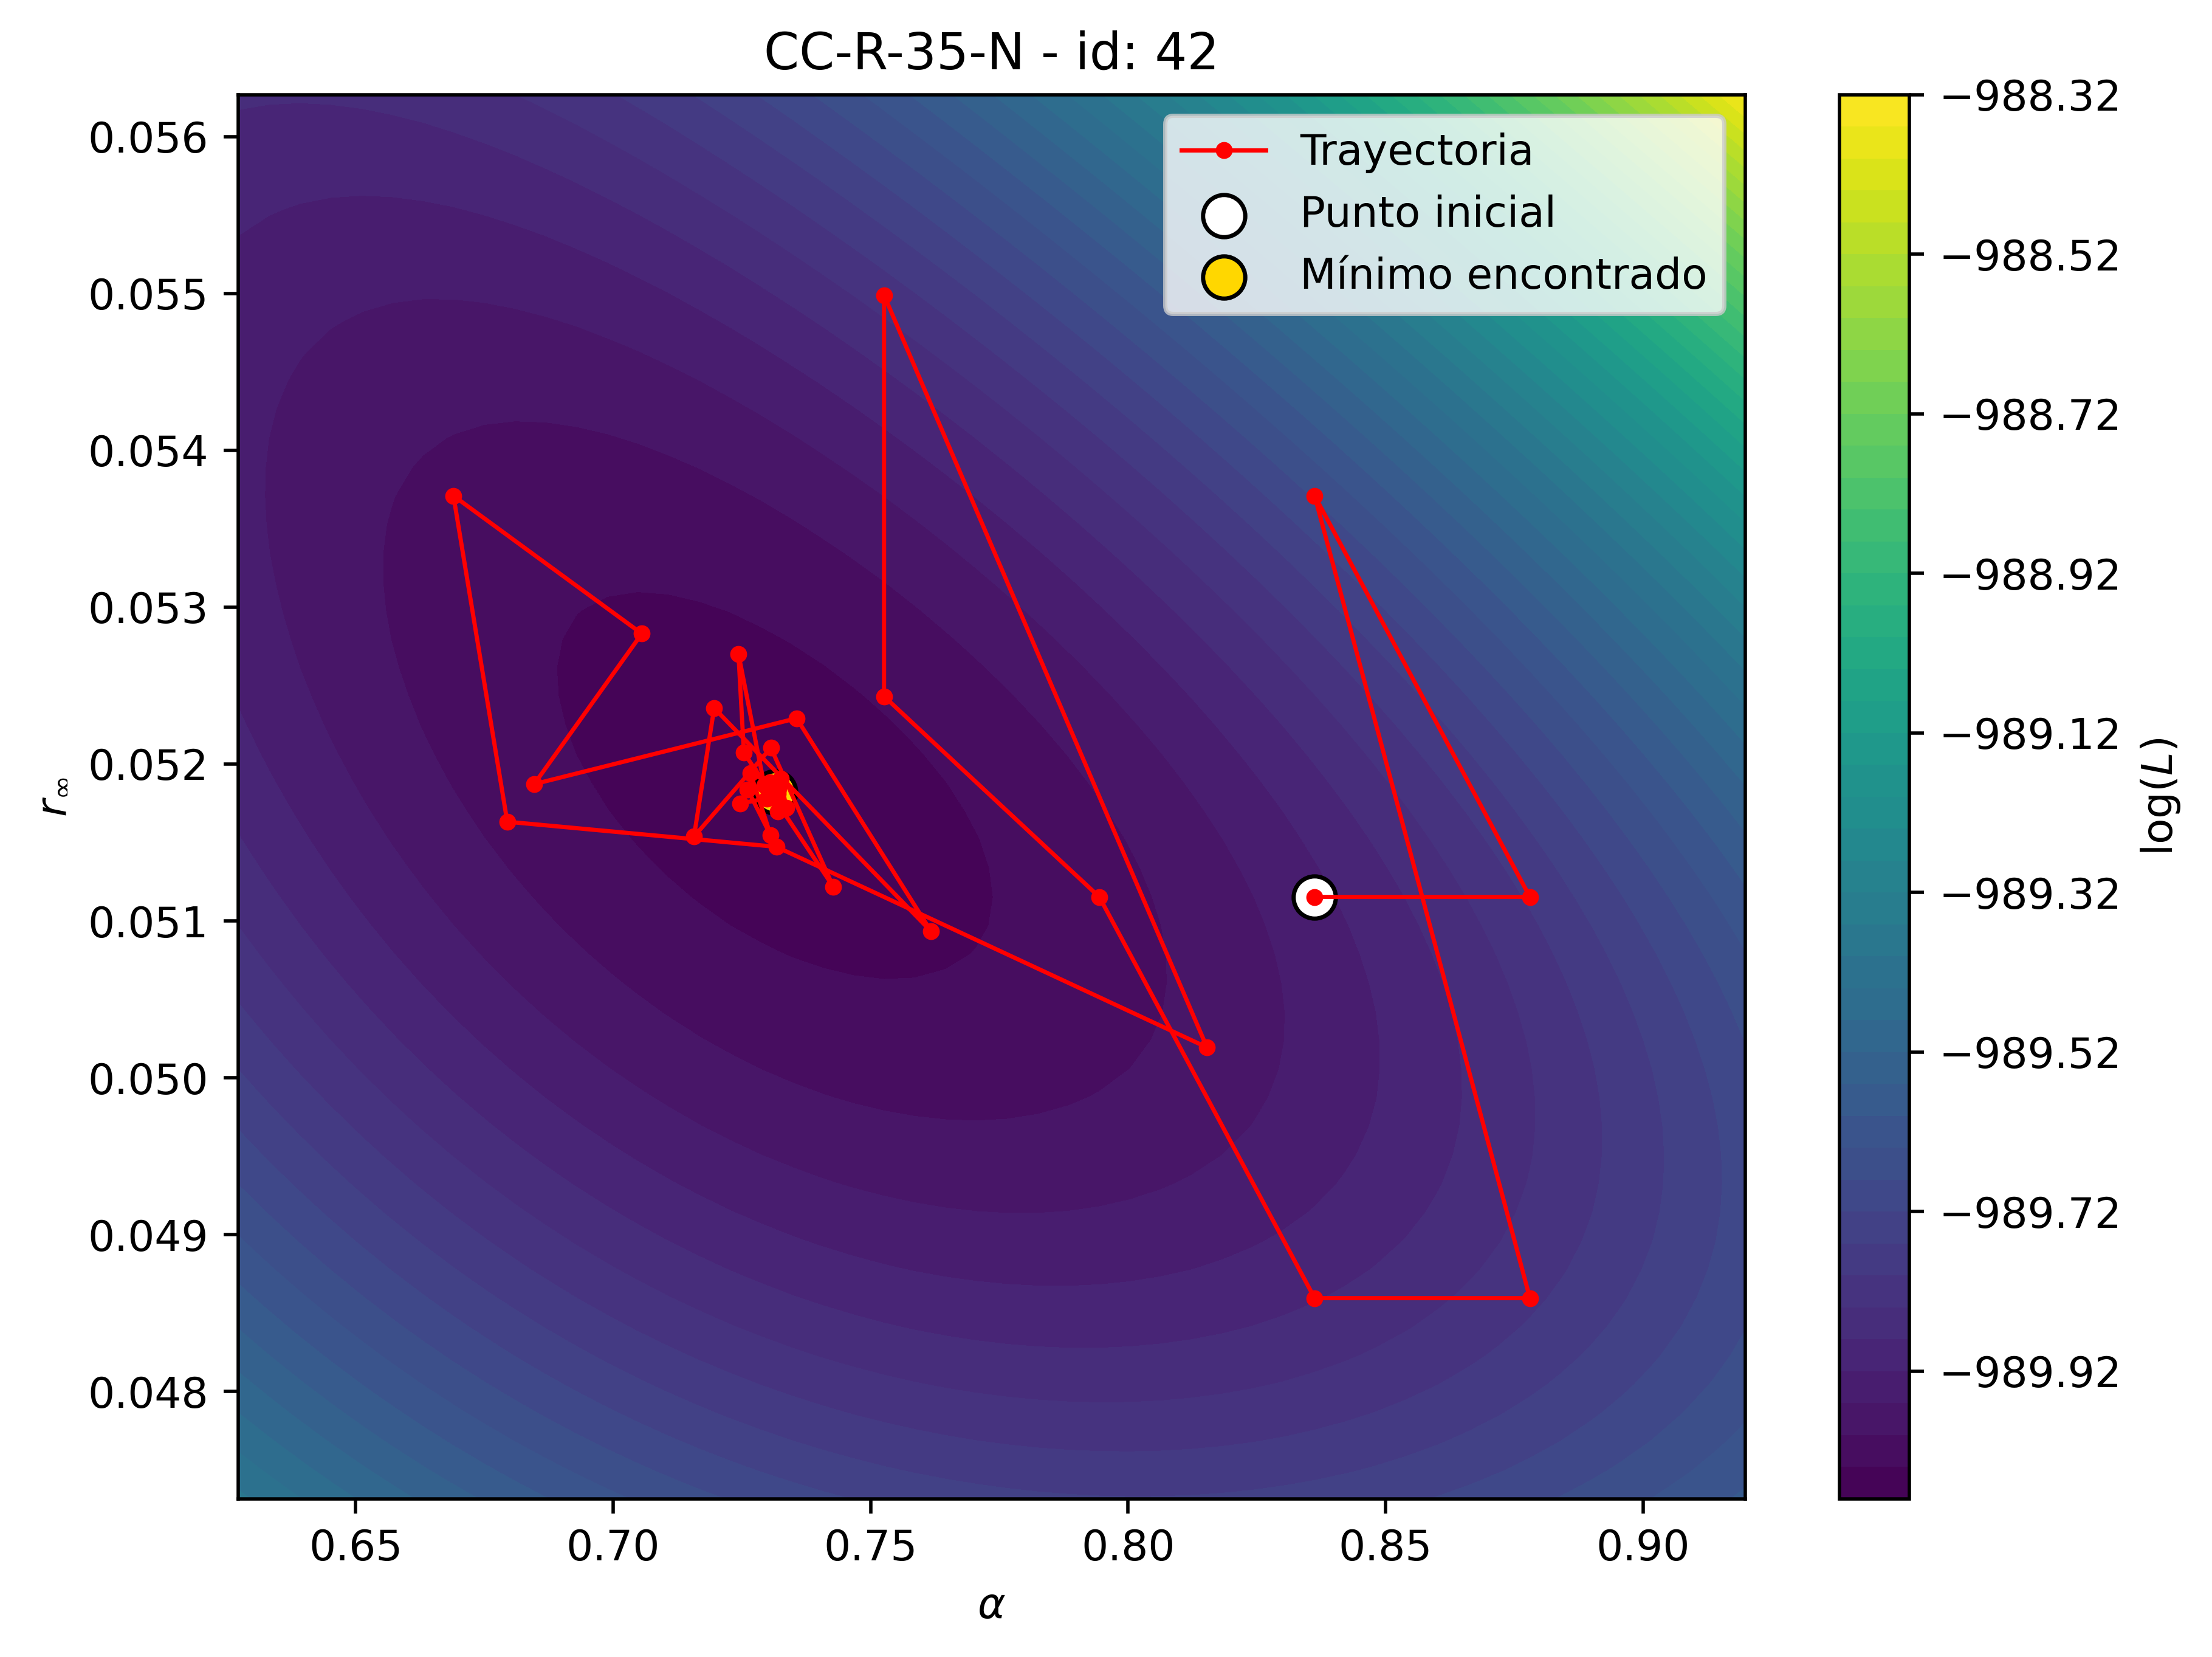 CC-R-35-N - id: 42
Trayectoria
Punto inicial
Mínimo encontrado
0.056
0.055
0.054
0.053
0.052
0.051
0.050
0.049
0.048
r∞
0.65 0.70 0.75 0.80 0.85 0.90
α
−988.32
−988.52
−988.72
−988.92
−989.12
−989.32
−989.52
−989.72
−989.92
log(L)